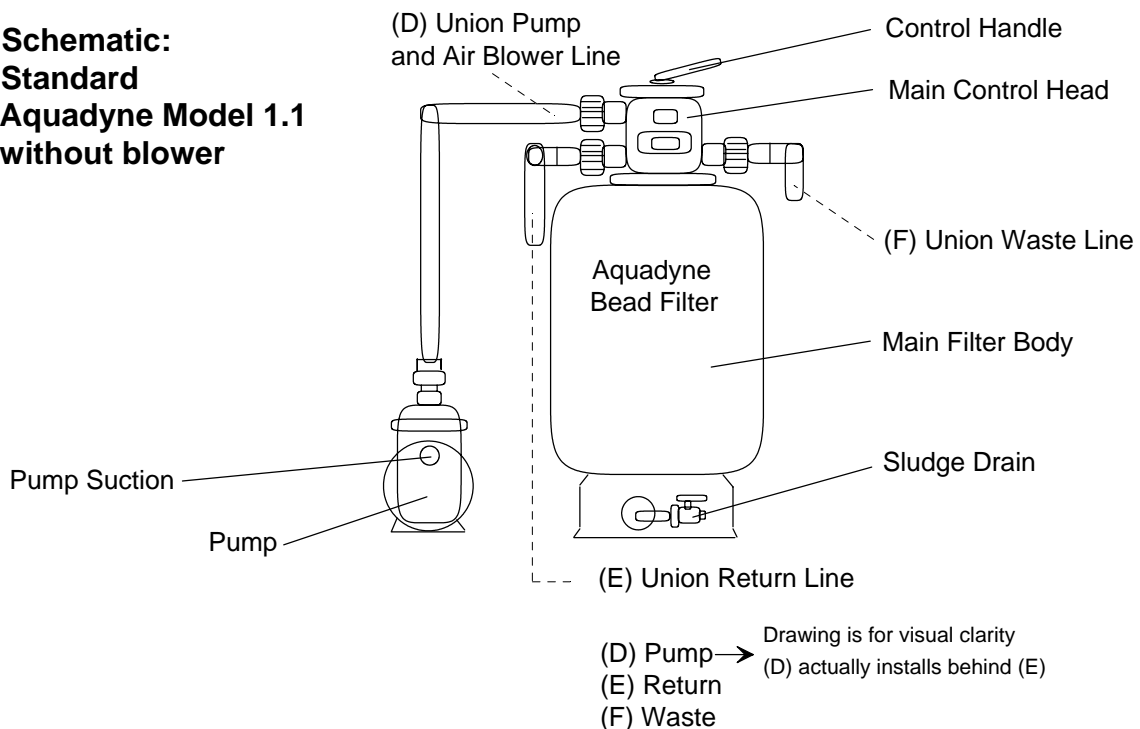 Schematic:
Standard
Aquadyne Model 1.1
without blower
(D) Union Pump
and Air Blower Line
Control Handle
Main Control Head
(F) Union Waste Line
Aquadyne
Bead Filter
Main Filter Body
Sludge Drain
Pump Suction
Pump
(E) Union Return Line
(D) Pump
Drawing is for visual clarity
(D) actually installs behind (E)
(E) Return
(F) Waste